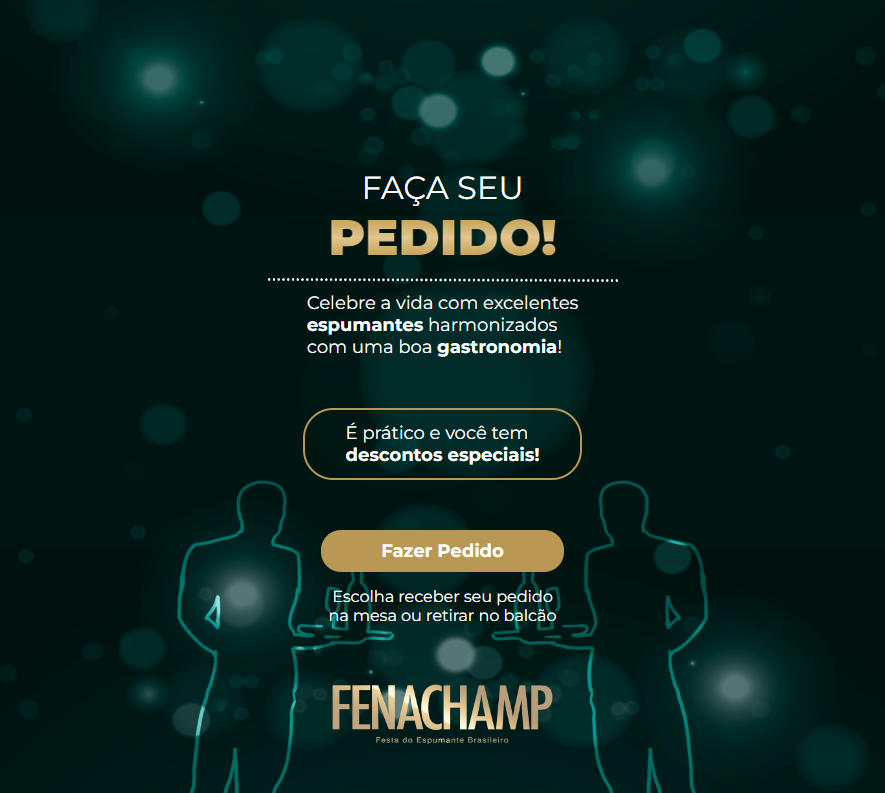 FAÇA SEU
PEDIDO!
Celebre a vida com excelentes
espumantes harmonizados
com uma boa gastronomia!
É prático e você tem
descontos especiais!
Fazer Pedido
Escolha receber seu pedido
na mesa ou retirar no balcão
FENACHAMP
Festa do Espumante Brasileiro